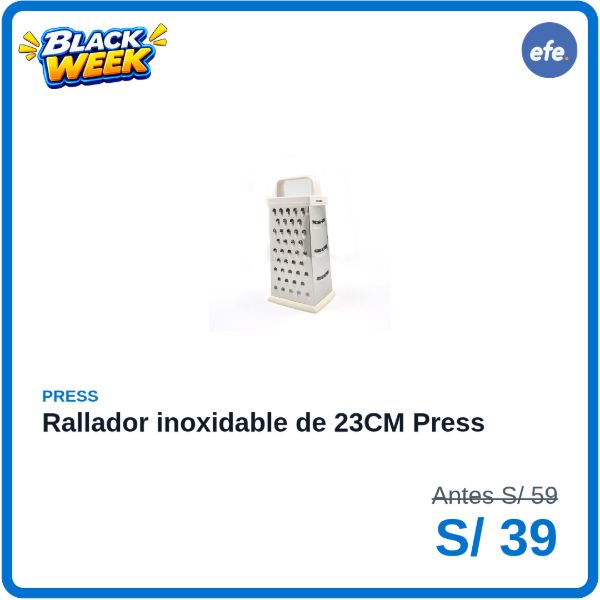 BLACK
WEEK
efe.
PRESS
Rallador inoxidable de 23CM Press
Antes S/ 59
S/ 39